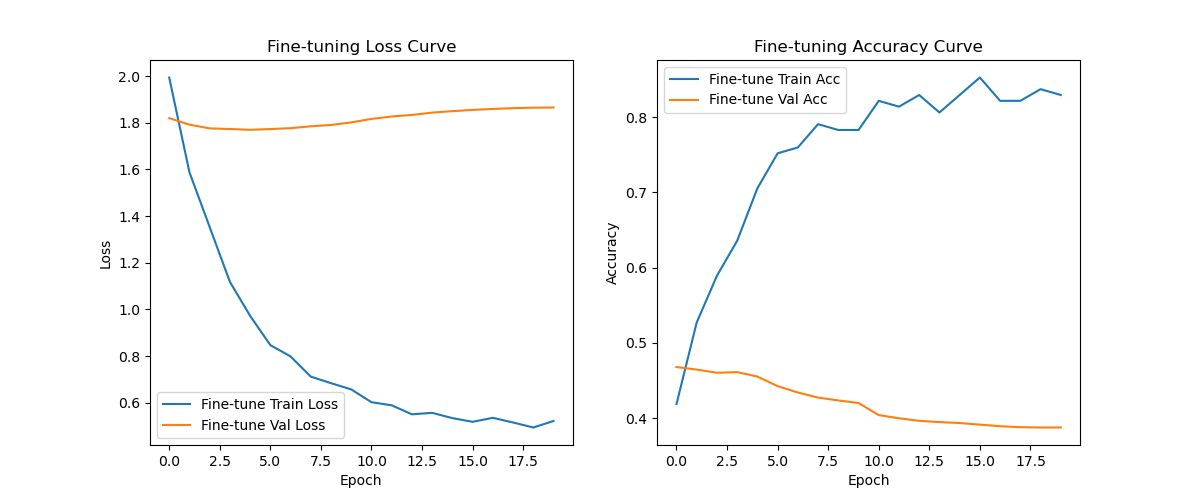 Fine-tuning Loss Curve
2.0
1.8
1.6
1.4
1.2
1.0
0.8
0.6
Loss
Fine-tune Train Loss
Fine-tune Val Loss
0.0 2.5 5.0 7.5 10.0 12.5 15.0 17.5
Epoch
Fine-tuning Accuracy Curve
Fine-tune Train Acc
Fine-tune Val Acc
0.8
0.7
0.6
0.5
0.4
Accuracy
0.0 2.5 5.0 7.5 10.0 12.5 15.0 17.5
Epoch